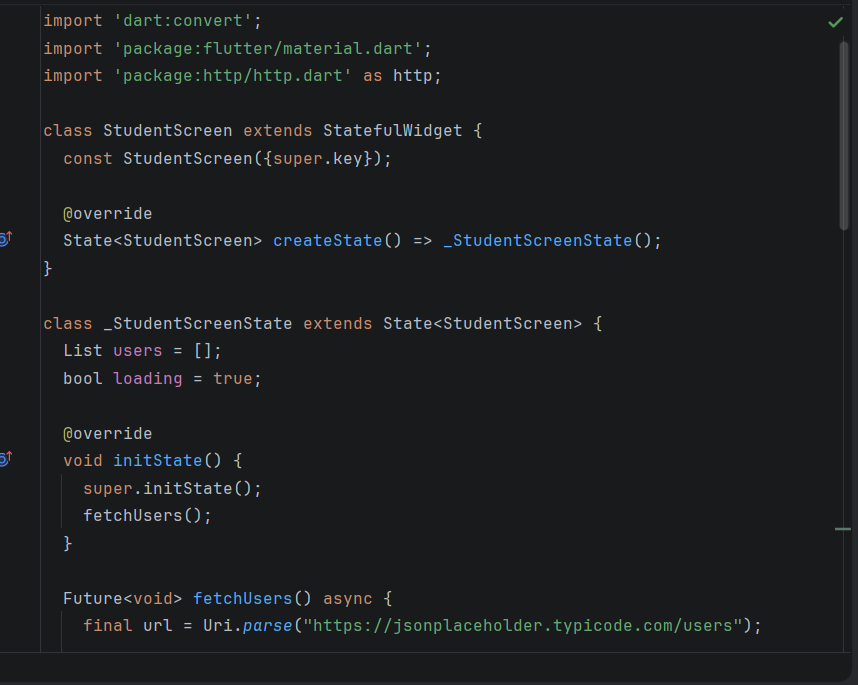 import 'dart:convert';
import 'package:flutter/material.dart';
import 'package:http/http.dart' as http;

class StudentScreen extends StatefulWidget {
  const StudentScreen({super.key});

  @override
  State<StudentScreen> createState() => _StudentScreenState();
}

class _StudentScreenState extends State<StudentScreen> {
  List users = [];
  bool loading = true;

  @override
  void initState() {
    super.initState();
    fetchUsers();
  }

  Future<void> fetchUsers() async {
    final url = Uri.parse("https://jsonplaceholder.typicode.com/users");